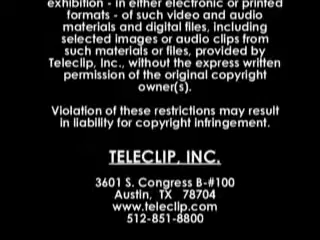 exhibition - in either electronic or printed
formats - of such video and audio
materials and digital files, including
selected images or audio clips from
such materials or files, provided by
Teleclip, Inc., without the express written
permission of the original copyright
owner(s).
Violation of these restrictions may result
in liability for copyright infringement.
TELECLIP, INC.
3601 S. Congress B-#100
Austin, TX 78704
www.teleclip.com
512-851-8800